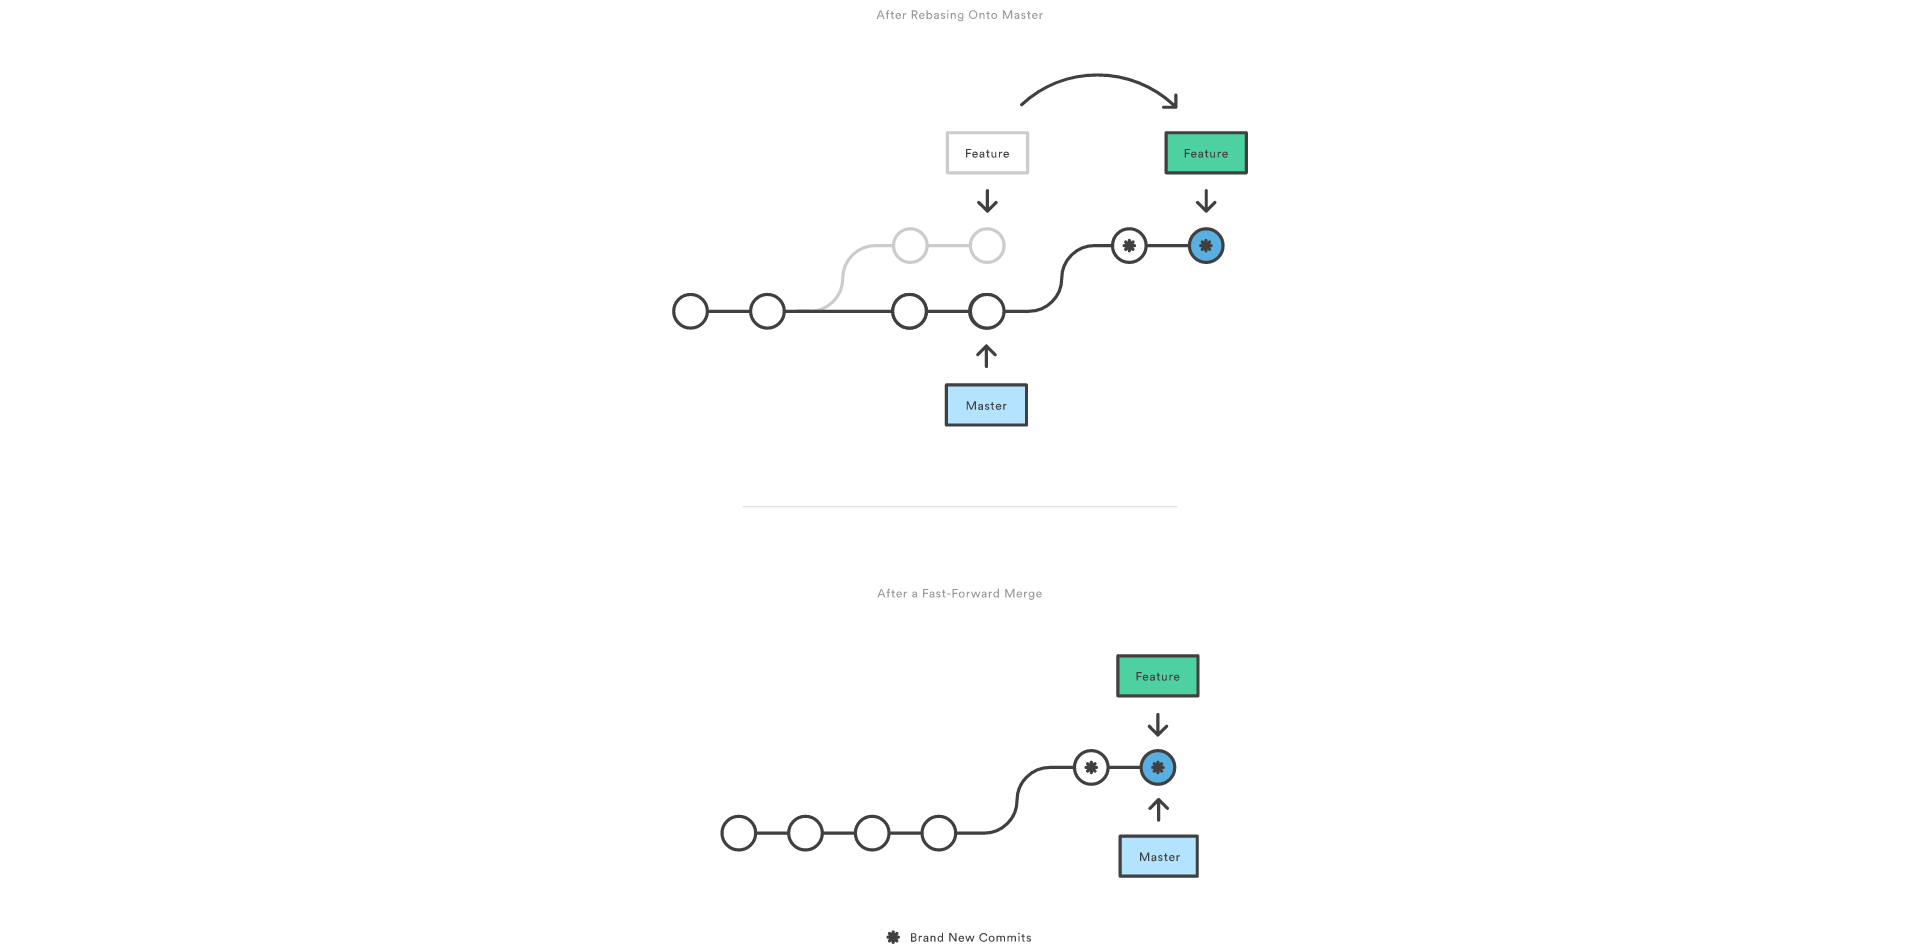 After Rebasing Onto Master
Feature
Feature
Master
After a Fast-Forward Merge
Feature
Master
Brand New Commits